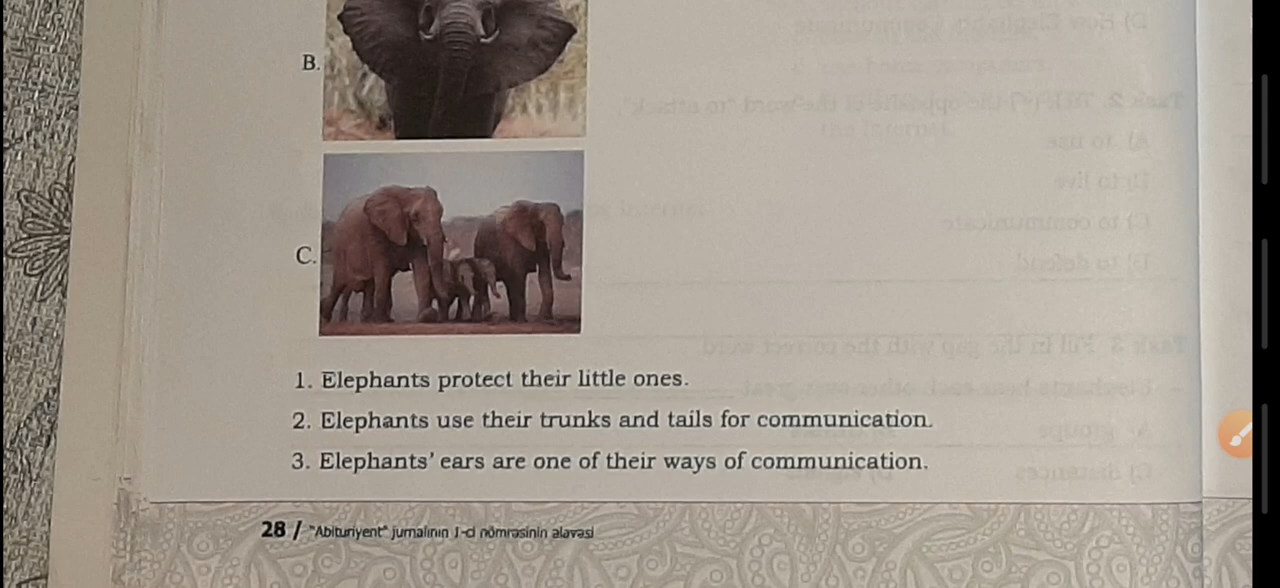 B.
C.
1. Elephants protect their little ones.
2. Elephants use their trunks and tails for communication.
3. Elephants' ears are one of their ways of communication.
28 / "Abituriyent" jurnalının 1-ci nömrəsinin əlavəsi